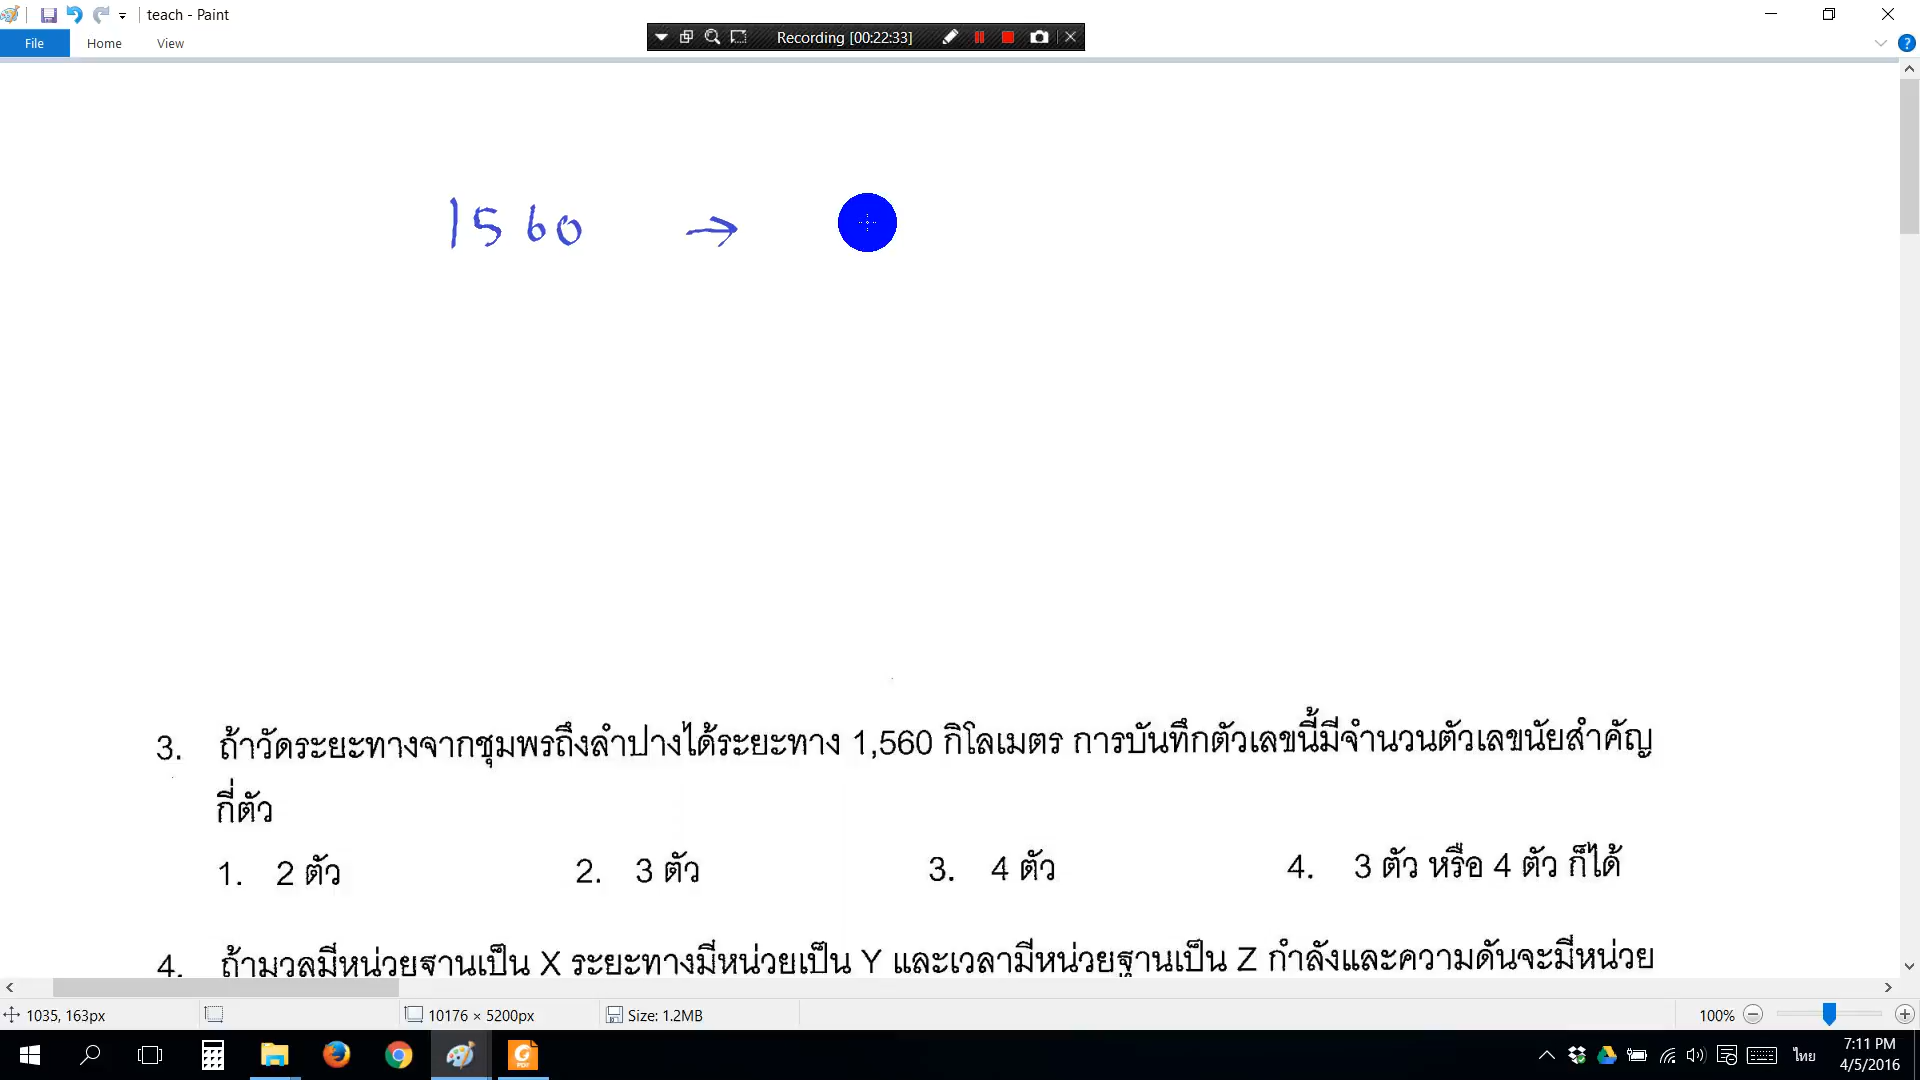 teach - Paint
File Home View
Recording [00:22:33]
1560 →
3. ถ้าวัดระยะทางจากชุมพรถึงลำปางได้ระยะทาง 1,560 กิโลเมตร การบันทึกตัวเลขนี้มีจำนวนตัวเลขนัยสำคัญ
กี่ตัว
1. 2 ตัว 2. 3 ตัว 3. 4 ตัว 4. 3 ตัว หรือ 4 ตัว ก็ได้
4. ถ้ามวลมีหน่วยฐานเป็น X ระยะทางมีหน่วยเป็น Y และเวลามีหน่วยฐานเป็น Z กำลังและความดันจะมีหน่วย
1035, 163px 10176 × 5200px Size: 1.2MB 100%
ไทย 7:11 PM
4/5/2016